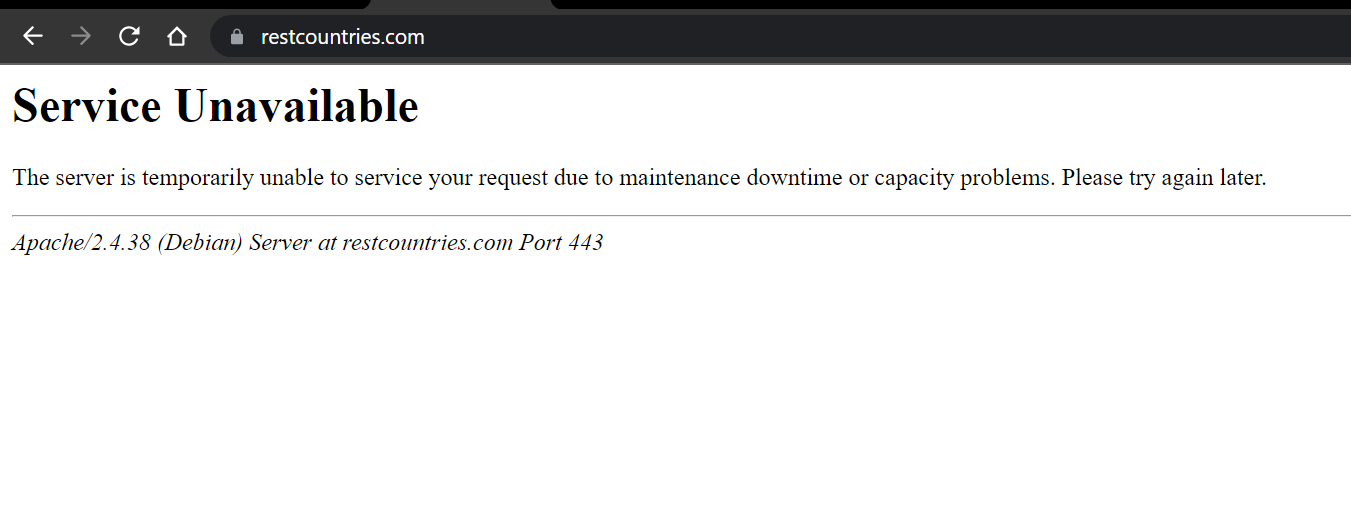 restcountries.com
Service Unavailable
The server is temporarily unable to service your request due to maintenance downtime or capacity problems. Please try again later.
Apache/2.4.38 (Debian) Server at restcountries.com Port 443